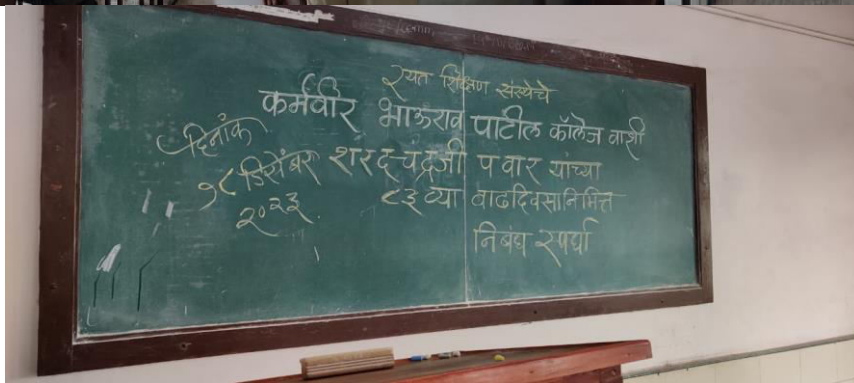 रयत शिक्षण संस्थेचे
कर्मवीर भाऊराव पाटील कॉलेज वाशी
दिनांक
१८ डिसेंबर
२०२३.
शरदचंद्रजी पवार यांच्या
८३ व्या वाढदिवसानिमित्त
निबंध स्पर्धा